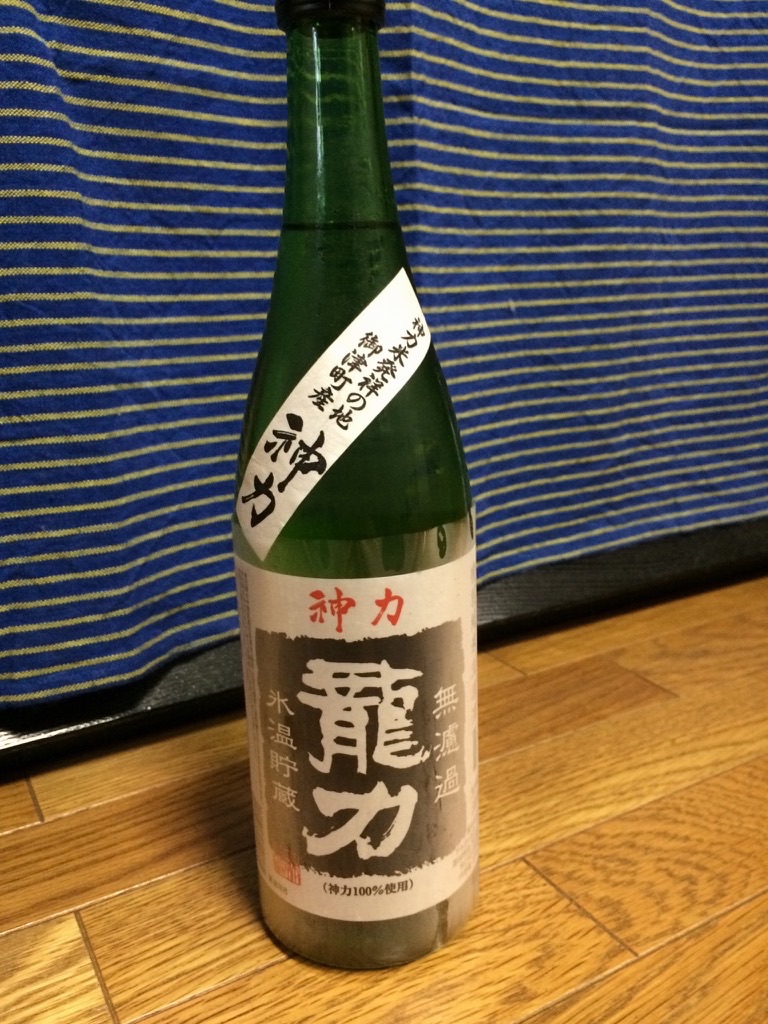 神力米発祥の地
御津町産
神力
神力
無濾過
龍力
氷温貯蔵
（神力100%使用）